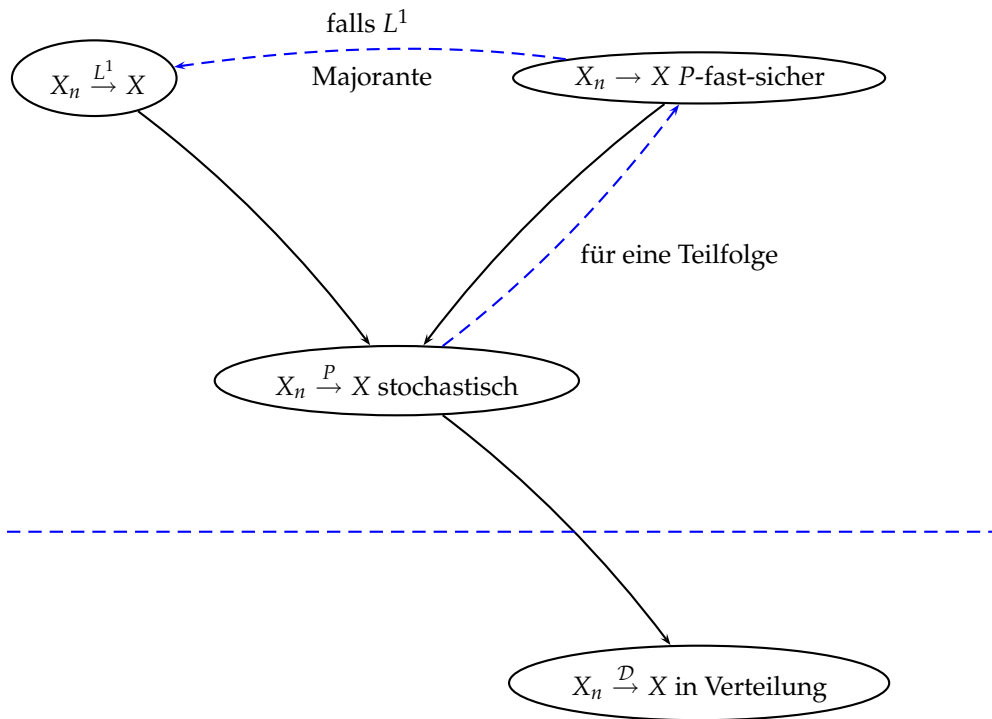 falls $L^1$
$X_n \xrightarrow{L^1} X$
Majorante
$X_n \to X$ $P$-fast-sicher
für eine Teilfolge
$X_n \xrightarrow{P} X$ stochastisch
$X_n \xrightarrow{\mathcal{D}} X$ in Verteilung